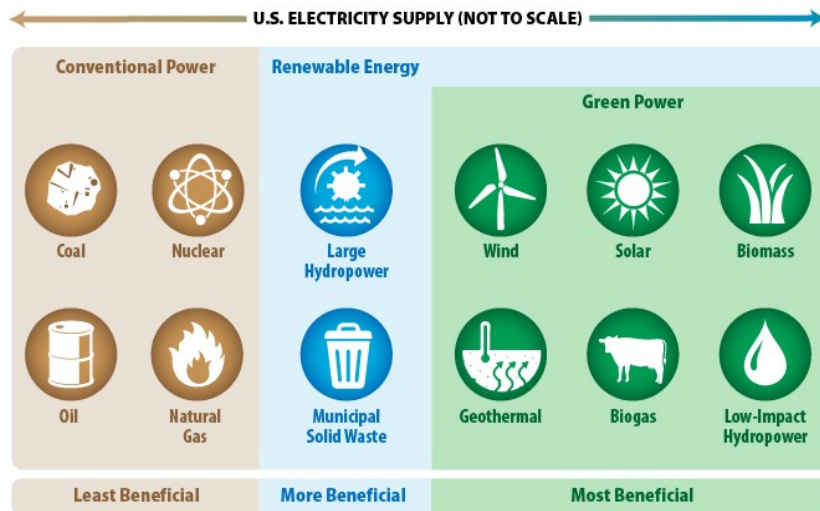 U.S. ELECTRICITY SUPPLY (NOT TO SCALE)
Conventional Power
Renewable Energy
Green Power
Coal
Nuclear
Large
Hydropower
Wind
Solar
Biomass
Oil
Natural
Gas
Municipal
Solid Waste
Geothermal
Biogas
Low-Impact
Hydropower
Least Beneficial
More Beneficial
Most Beneficial